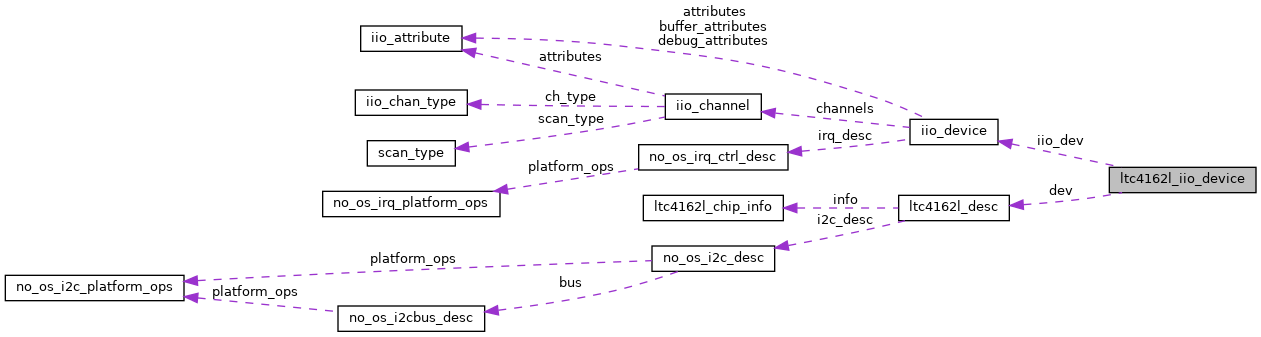 attributes
buffer_attributes
debug_attributes
iio_attribute
attributes
iio_chan_type
ch_type
iio_channel
channels
scan_type
scan_type
iio_device
irq_desc
iio_dev
no_os_irq_ctrl_desc
platform_ops
ltc4162l_iio_device
dev
no_os_irq_platform_ops
ltc4162l_chip_info
info
ltc4162l_desc
i2c_desc
no_os_i2c_desc
platform_ops
no_os_i2c_platform_ops
platform_ops
bus
no_os_i2cbus_desc